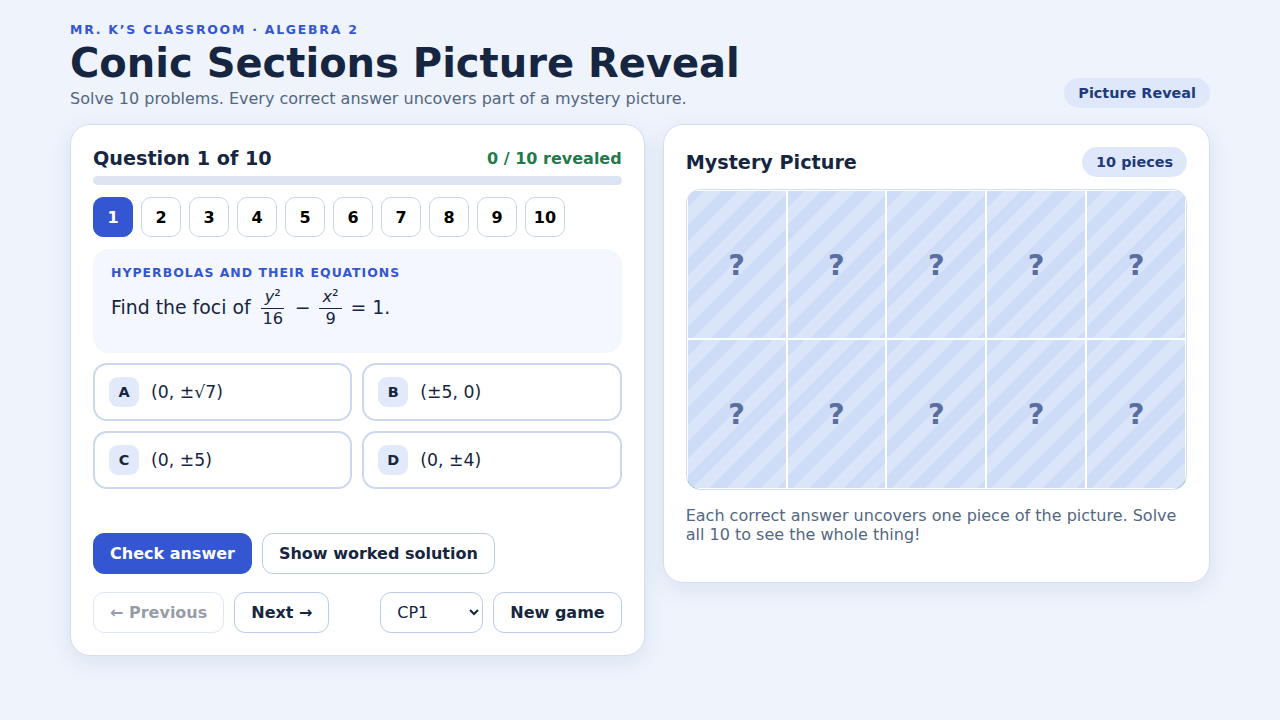 MR. K’S CLASSROOM · ALGEBRA 2
Conic Sections Picture Reveal
Solve 10 problems. Every correct answer uncovers part of a mystery picture.
Picture Reveal
Question 1 of 10
0 / 10 revealed
1 2 3 4 5 6 7 8 9 10
HYPERBOLAS AND THEIR EQUATIONS
Find the foci of y²/16 − x²/9 = 1.
A (0, ±√7)
B (±5, 0)
C (0, ±5)
D (0, ±4)
Check answer
Show worked solution
← Previous
Next →
CP1
New game
Mystery Picture
10 pieces
? ? ? ? ?
? ? ? ? ?
Each correct answer uncovers one piece of the picture. Solve
all 10 to see the whole thing!